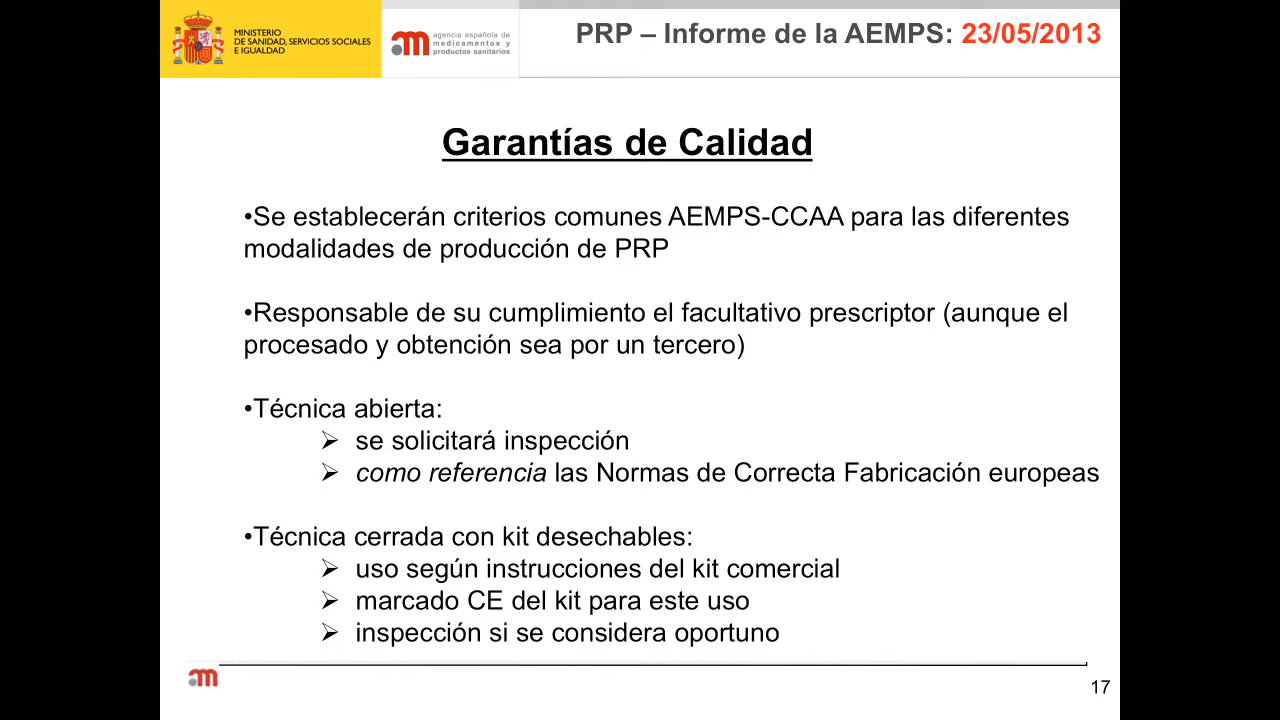 MINISTERIO
DE SANIDAD, SERVICIOS SOCIALES
E IGUALDAD
agencia española de
medicamentos y
productos sanitarios
PRP – Informe de la AEMPS: 23/05/2013
Garantías de Calidad
•Se establecerán criterios comunes AEMPS-CCAA para las diferentes
modalidades de producción de PRP
•Responsable de su cumplimiento el facultativo prescriptor (aunque el
procesado y obtención sea por un tercero)
•Técnica abierta:
➢ se solicitará inspección
➢ como referencia las Normas de Correcta Fabricación europeas
•Técnica cerrada con kit desechables:
➢ uso según instrucciones del kit comercial
➢ marcado CE del kit para este uso
➢ inspección si se considera oportuno
17